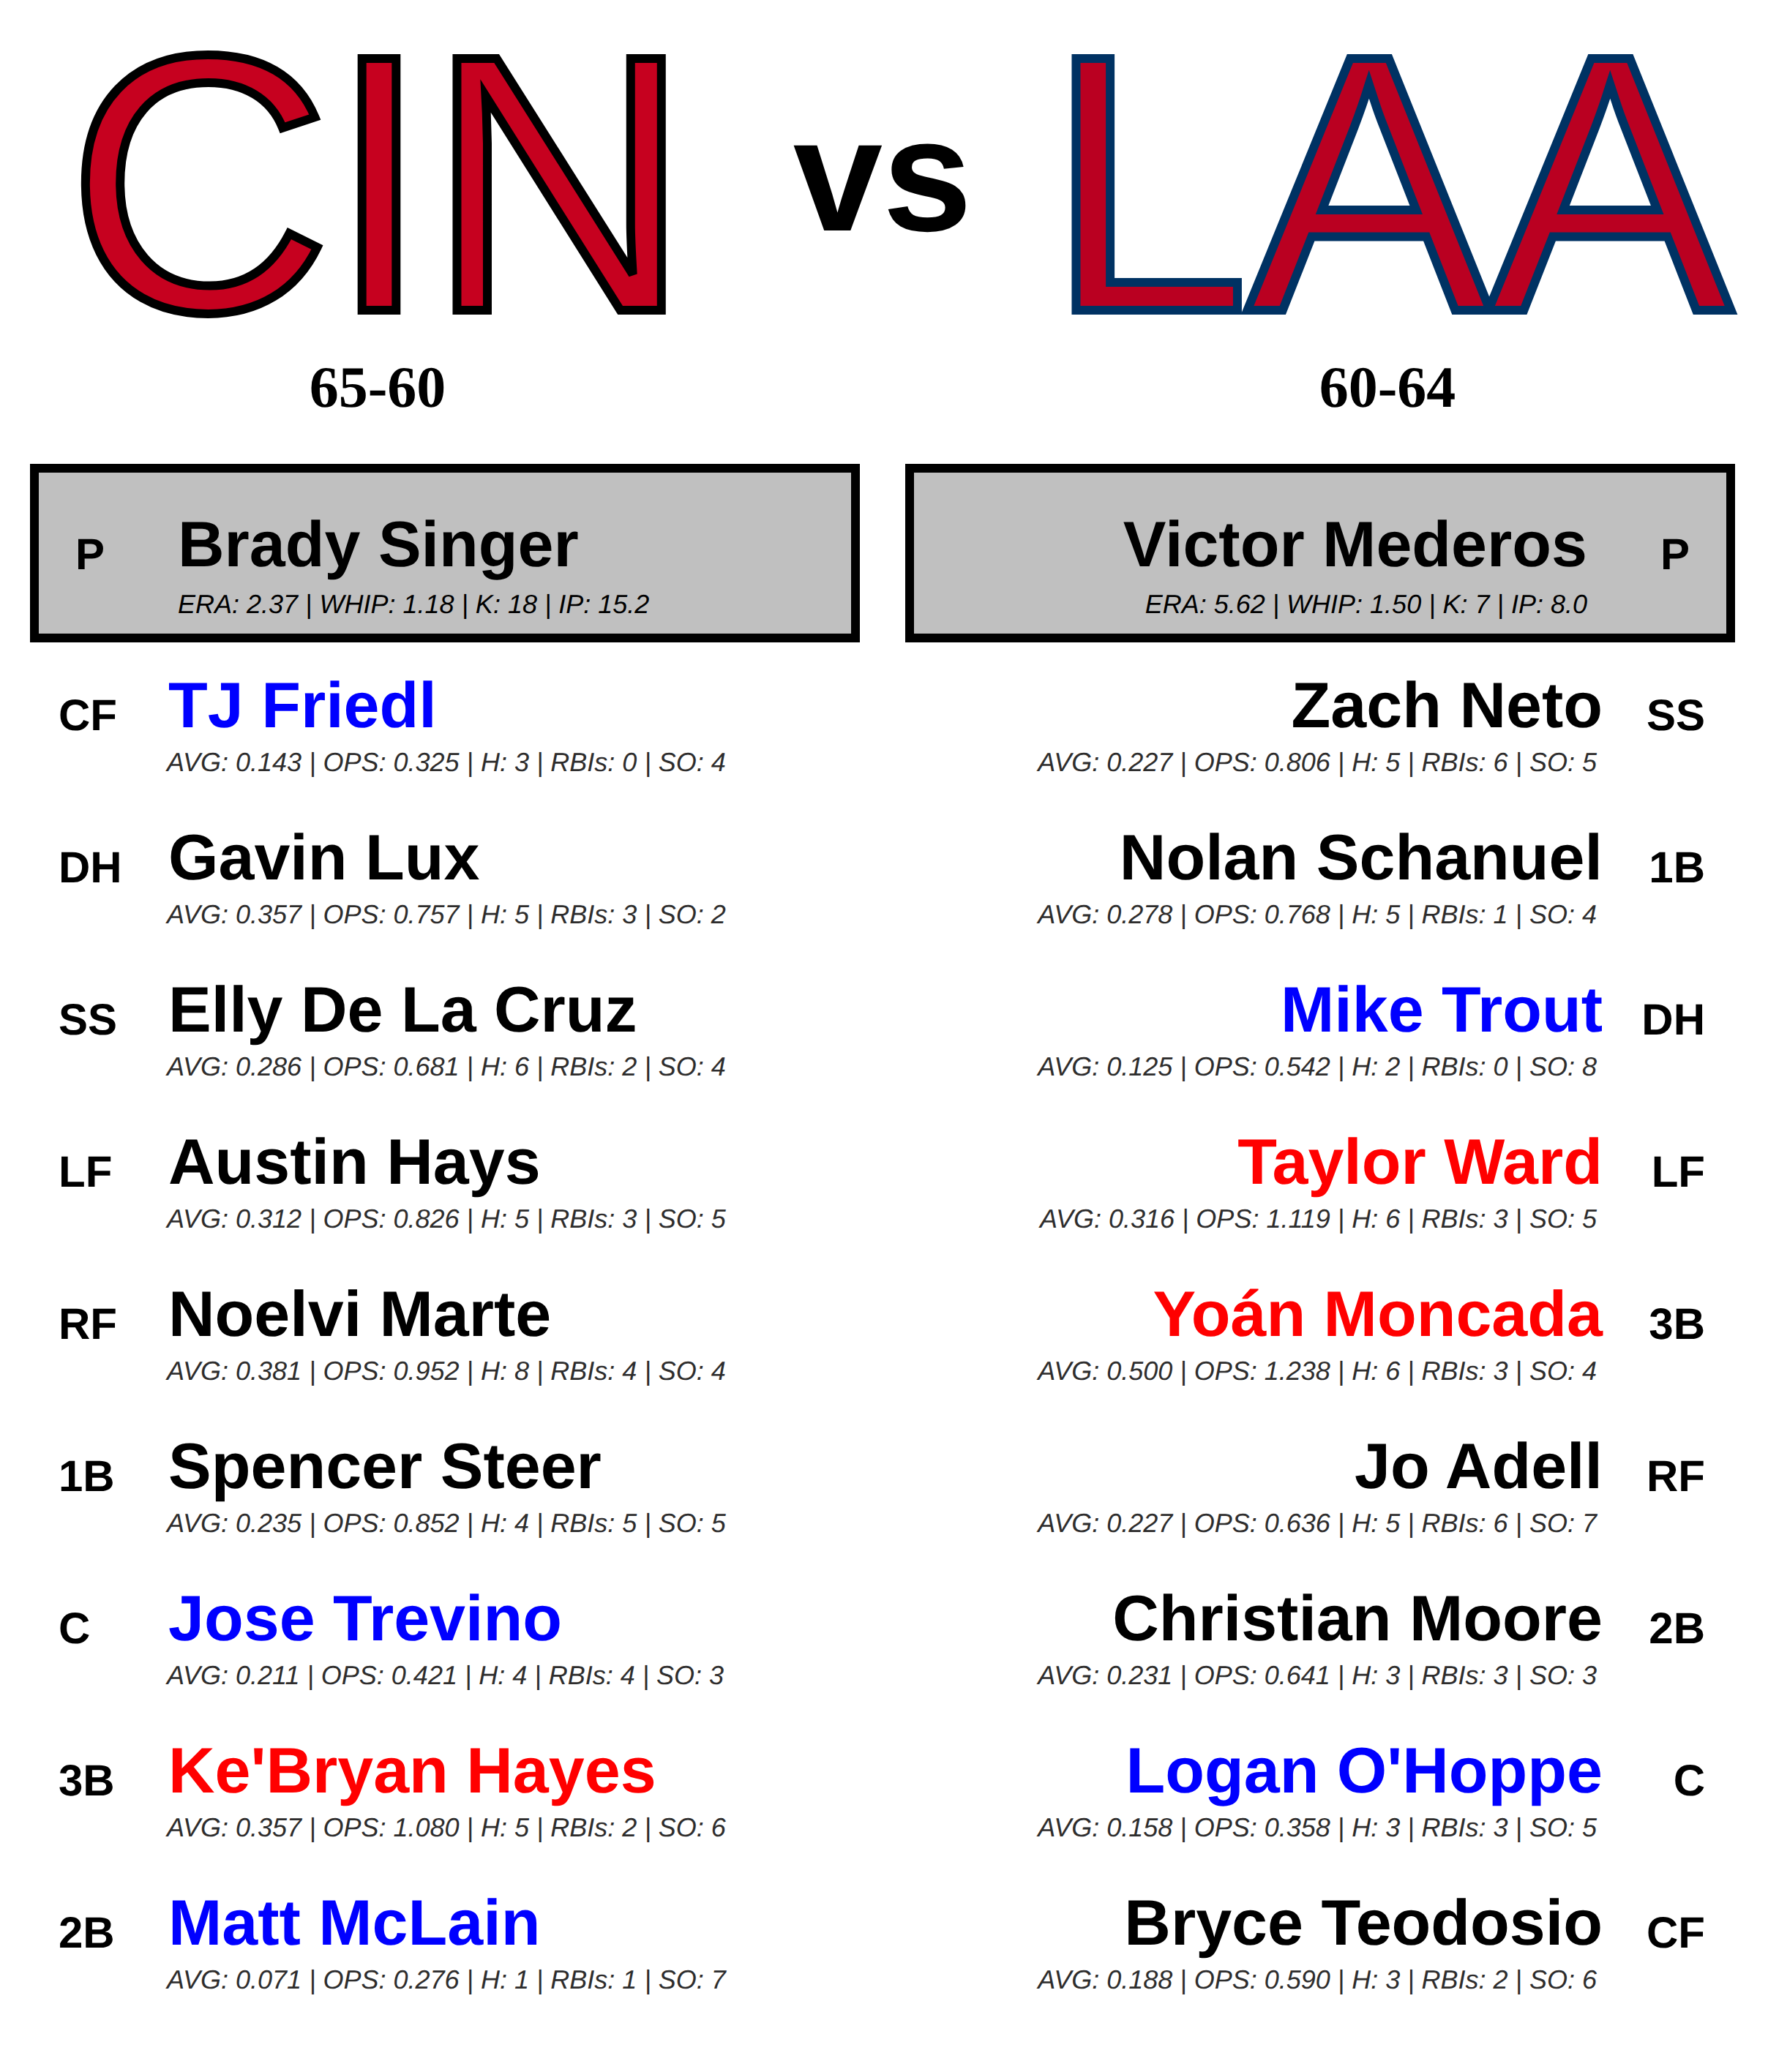 CIN vs LAA
65-60
60-64
P Brady Singer
ERA: 2.37 | WHIP: 1.18 | K: 18 | IP: 15.2
Victor Mederos P
ERA: 5.62 | WHIP: 1.50 | K: 7 | IP: 8.0
CF TJ Friedl
AVG: 0.143 | OPS: 0.325 | H: 3 | RBIs: 0 | SO: 4
DH Gavin Lux
AVG: 0.357 | OPS: 0.757 | H: 5 | RBIs: 3 | SO: 2
SS Elly De La Cruz
AVG: 0.286 | OPS: 0.681 | H: 6 | RBIs: 2 | SO: 4
LF Austin Hays
AVG: 0.312 | OPS: 0.826 | H: 5 | RBIs: 3 | SO: 5
RF Noelvi Marte
AVG: 0.381 | OPS: 0.952 | H: 8 | RBIs: 4 | SO: 4
1B Spencer Steer
AVG: 0.235 | OPS: 0.852 | H: 4 | RBIs: 5 | SO: 5
C Jose Trevino
AVG: 0.211 | OPS: 0.421 | H: 4 | RBIs: 4 | SO: 3
3B Ke'Bryan Hayes
AVG: 0.357 | OPS: 1.080 | H: 5 | RBIs: 2 | SO: 6
2B Matt McLain
AVG: 0.071 | OPS: 0.276 | H: 1 | RBIs: 1 | SO: 7
Zach Neto SS
AVG: 0.227 | OPS: 0.806 | H: 5 | RBIs: 6 | SO: 5
Nolan Schanuel 1B
AVG: 0.278 | OPS: 0.768 | H: 5 | RBIs: 1 | SO: 4
Mike Trout DH
AVG: 0.125 | OPS: 0.542 | H: 2 | RBIs: 0 | SO: 8
Taylor Ward LF
AVG: 0.316 | OPS: 1.119 | H: 6 | RBIs: 3 | SO: 5
Yoán Moncada 3B
AVG: 0.500 | OPS: 1.238 | H: 6 | RBIs: 3 | SO: 4
Jo Adell RF
AVG: 0.227 | OPS: 0.636 | H: 5 | RBIs: 6 | SO: 7
Christian Moore 2B
AVG: 0.231 | OPS: 0.641 | H: 3 | RBIs: 3 | SO: 3
Logan O'Hoppe C
AVG: 0.158 | OPS: 0.358 | H: 3 | RBIs: 3 | SO: 5
Bryce Teodosio CF
AVG: 0.188 | OPS: 0.590 | H: 3 | RBIs: 2 | SO: 6